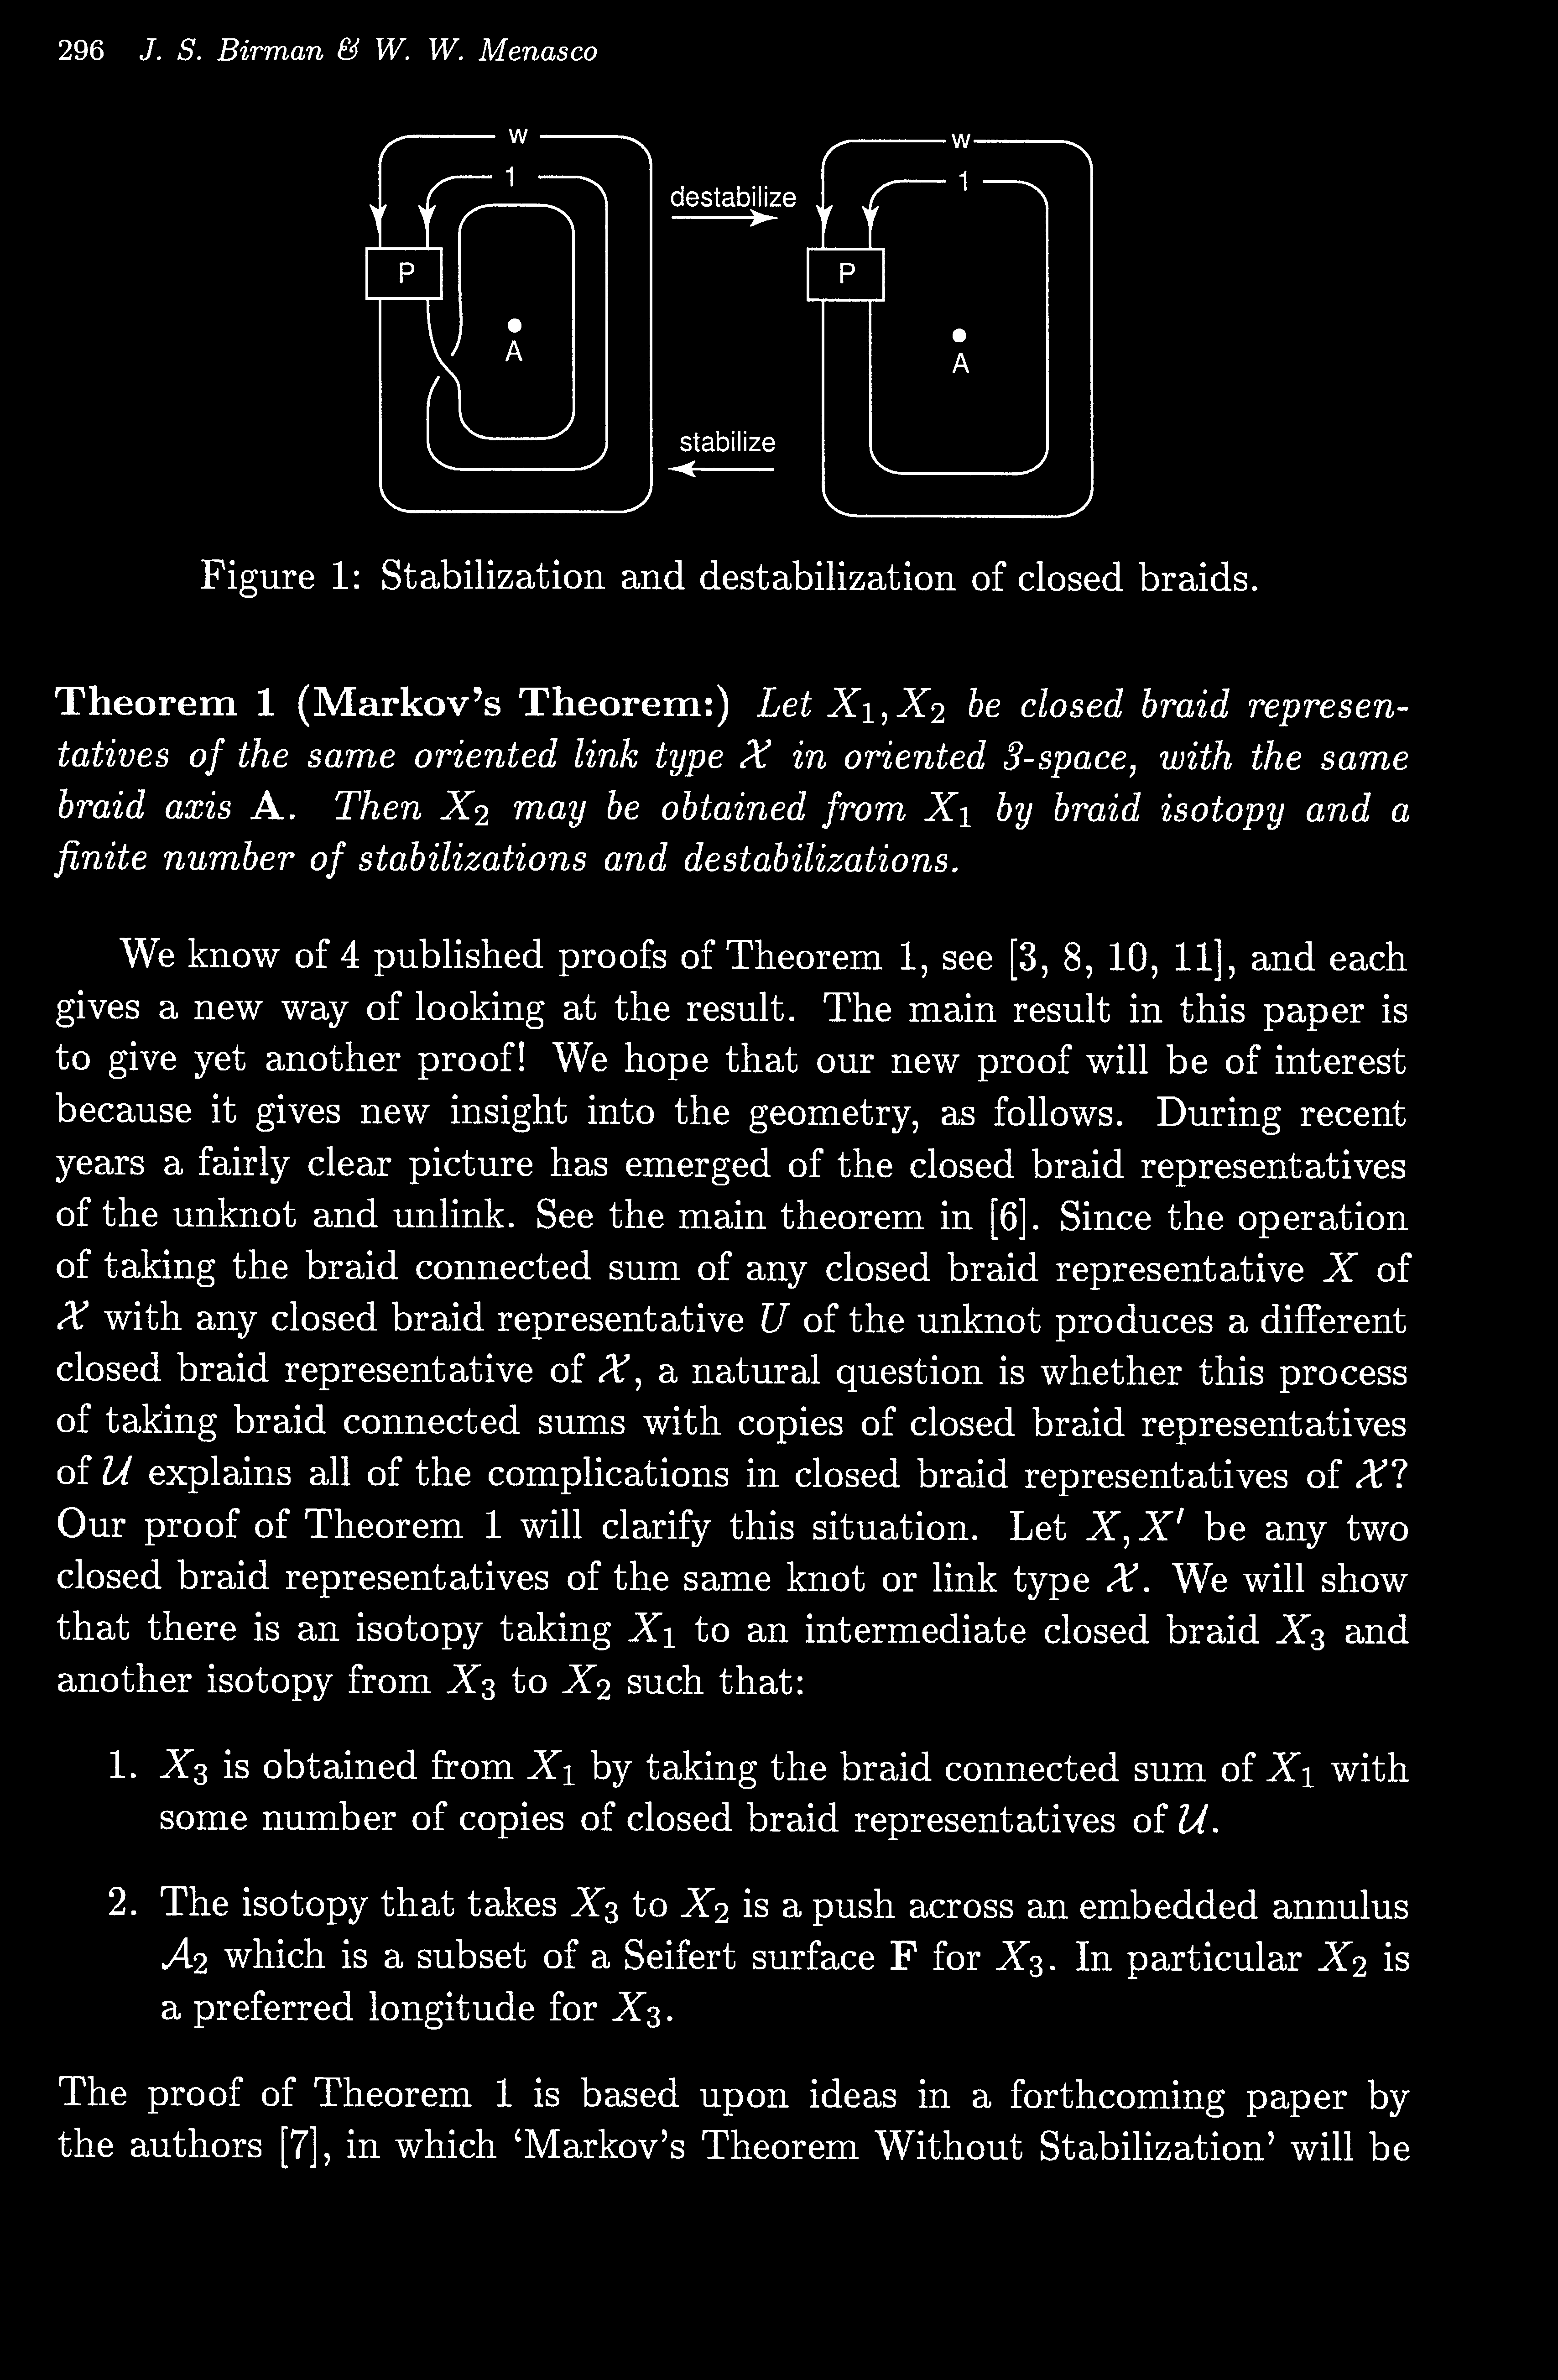 296 J. S. Birman & W. W. Menasco
w
1
P
A
destabilize
stabilize
w
1
P
A
Figure 1: Stabilization and destabilization of closed braids.
Theorem 1 (Markov's Theorem:) Let X₁, X₂ be closed braid represen-
tatives of the same oriented link type 𝒳 in oriented 3-space, with the same
braid axis A. Then X₂ may be obtained from X₁ by braid isotopy and a
finite number of stabilizations and destabilizations.
We know of 4 published proofs of Theorem 1, see [3, 8, 10, 11], and each
gives a new way of looking at the result. The main result in this paper is
to give yet another proof! We hope that our new proof will be of interest
because it gives new insight into the geometry, as follows. During recent
years a fairly clear picture has emerged of the closed braid representatives
of the unknot and unlink. See the main theorem in [6]. Since the operation
of taking the braid connected sum of any closed braid representative X of
𝒳 with any closed braid representative U of the unknot produces a different
closed braid representative of 𝒳, a natural question is whether this process
of taking braid connected sums with copies of closed braid representatives
of 𝒰 explains all of the complications in closed braid representatives of 𝒳?
Our proof of Theorem 1 will clarify this situation. Let X, X′ be any two
closed braid representatives of the same knot or link type 𝒳. We will show
that there is an isotopy taking X₁ to an intermediate closed braid X₃ and
another isotopy from X₃ to X₂ such that:
1. X₃ is obtained from X₁ by taking the braid connected sum of X₁ with
some number of copies of closed braid representatives of 𝒰.
2. The isotopy that takes X₃ to X₂ is a push across an embedded annulus
𝒜₂ which is a subset of a Seifert surface F for X₃. In particular X₂ is
a preferred longitude for X₃.
The proof of Theorem 1 is based upon ideas in a forthcoming paper by
the authors [7], in which 'Markov's Theorem Without Stabilization' will be